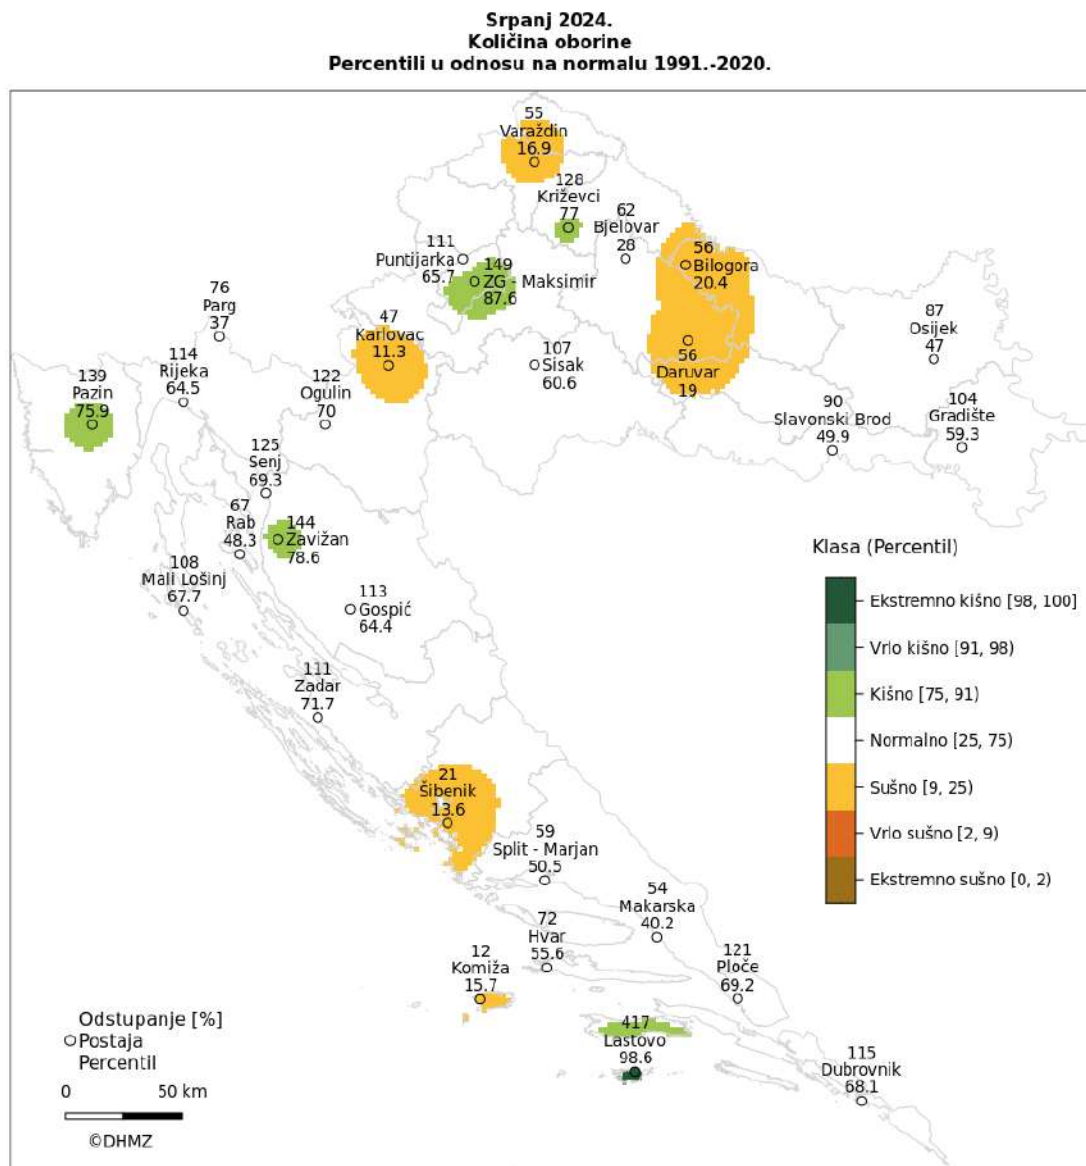 Srpanj 2024.
Količina oborine
Percentili u odnosu na normalu 1991.-2020.
55
Varaždin
16.9
128
Križevci
77
62
Bjelovar
28
111
Puntijarka
65.7
149
ZG - Maksimir
87.6
56
Bilogora
20.4
76
Parg
37
47
Karlovac
11.3
87
Osijek
47
114
Rijeka
64.5
107
Sisak
60.6
56
Daruvar
19
139
Pazin
75.9
122
Ogulin
70
90
Slavonski Brod
49.9
104
Gradište
59.3
125
Senj
69.3
67
Rab
48.3
144
Zavižan
78.6
108
Mali Lošinj
67.7
113
Gospić
64.4
111
Zadar
71.7
Klasa (Percentil)
Ekstremno kišno [98, 100]
Vrlo kišno [91, 98)
Kišno [75, 91)
Normalno [25, 75)
Sušno [9, 25)
Vrlo sušno [2, 9)
Ekstremno sušno [0, 2)
21
Šibenik
13.6
59
Split - Marjan
50.5
54
Makarska
40.2
72
Hvar
55.6
12
Komiža
15.7
121
Ploče
69.2
417
Lastovo
98.6
115
Dubrovnik
68.1
Odstupanje [%]
Postaja
Percentil
0 50 km
©DHMZ